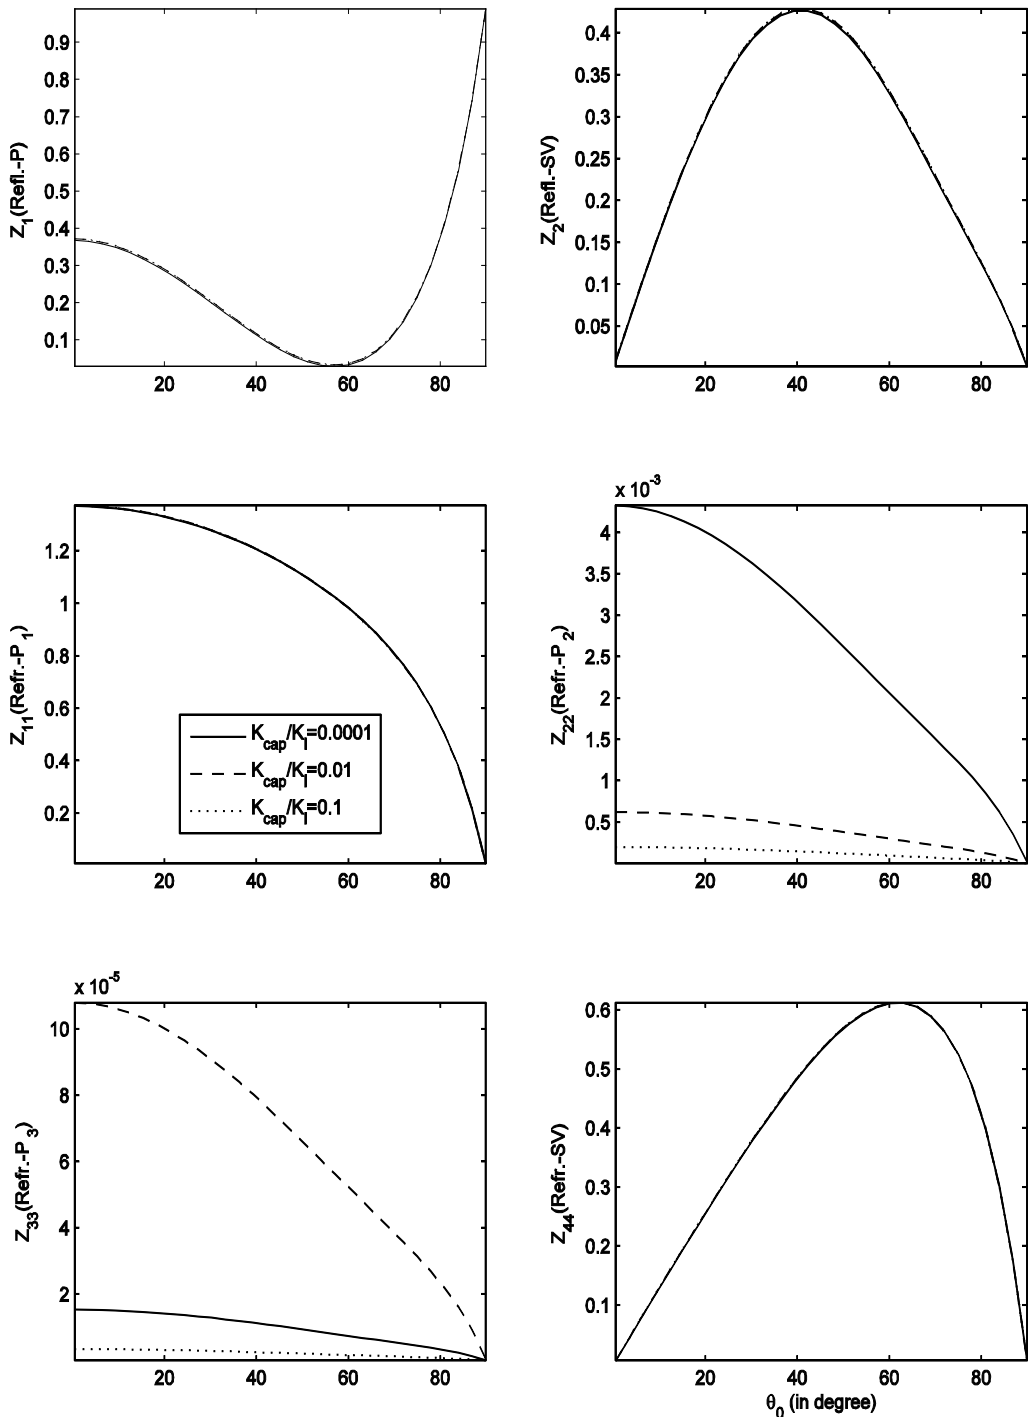 Z1(Refl.-P)
0.9
0.8
0.7
0.6
0.5
0.4
0.3
0.2
0.1
20 40 60 80
Z2(Refl.-SV)
0.4
0.35
0.3
0.25
0.2
0.15
0.1
0.05
20 40 60 80
Z11(Refr.-P1)
1.2
1
0.8
0.6
0.4
0.2
20 40 60 80
Kcap/Kl=0.0001
Kcap/Kl=0.01
Kcap/Kl=0.1
x 10-3
Z22(Refr.-P2)
4
3.5
3
2.5
2
1.5
1
0.5
20 40 60 80
x 10-5
Z33(Refr.-P3)
10
8
6
4
2
20 40 60 80
Z44(Refr.-SV)
0.6
0.5
0.4
0.3
0.2
0.1
20 40 60 80
θ0 (in degree)